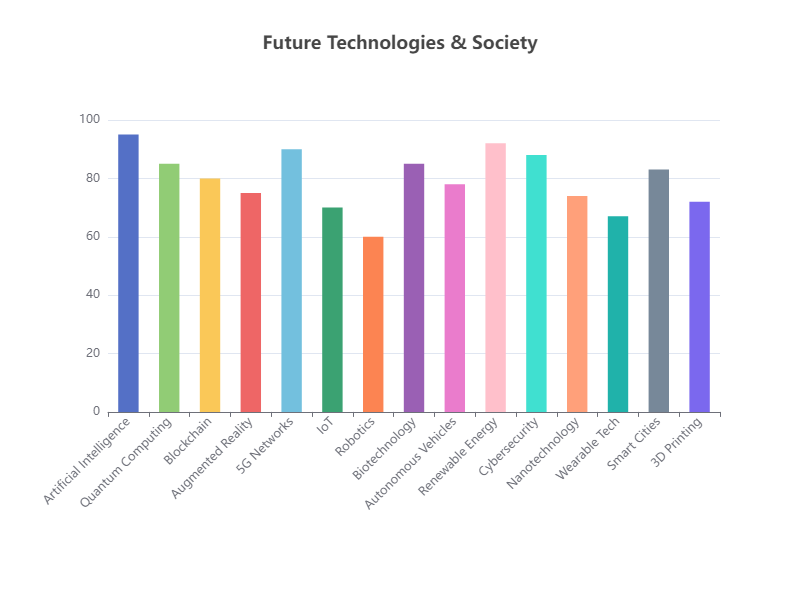 Future Technologies & Society
100
80
60
40
20
0
Artificial Intelligence
Quantum Computing
Blockchain
Augmented Reality
5G Networks
IoT
Robotics
Biotechnology
Autonomous Vehicles
Renewable Energy
Cybersecurity
Nanotechnology
Wearable Tech
Smart Cities
3D Printing